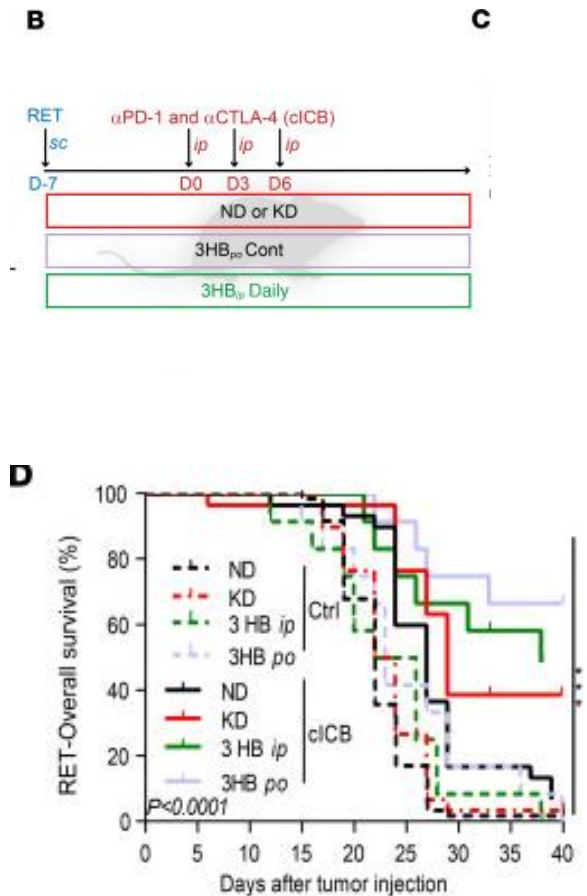 B
C
RET
αPD-1 and αCTLA-4 (cICB)
sc
ip
ip
ip
D-7
D0
D3
D6
ND or KD
3HBpo Cont
3HBip Daily
D
RET-Overall survival (%)
100
80
60
40
20
0
ND
KD
3 HB ip
3HB po
Ctrl
ND
KD
3 HB ip
3HB po
cICB
P<0.0001
0 5 10 15 20 25 30 35 40
Days after tumor injection